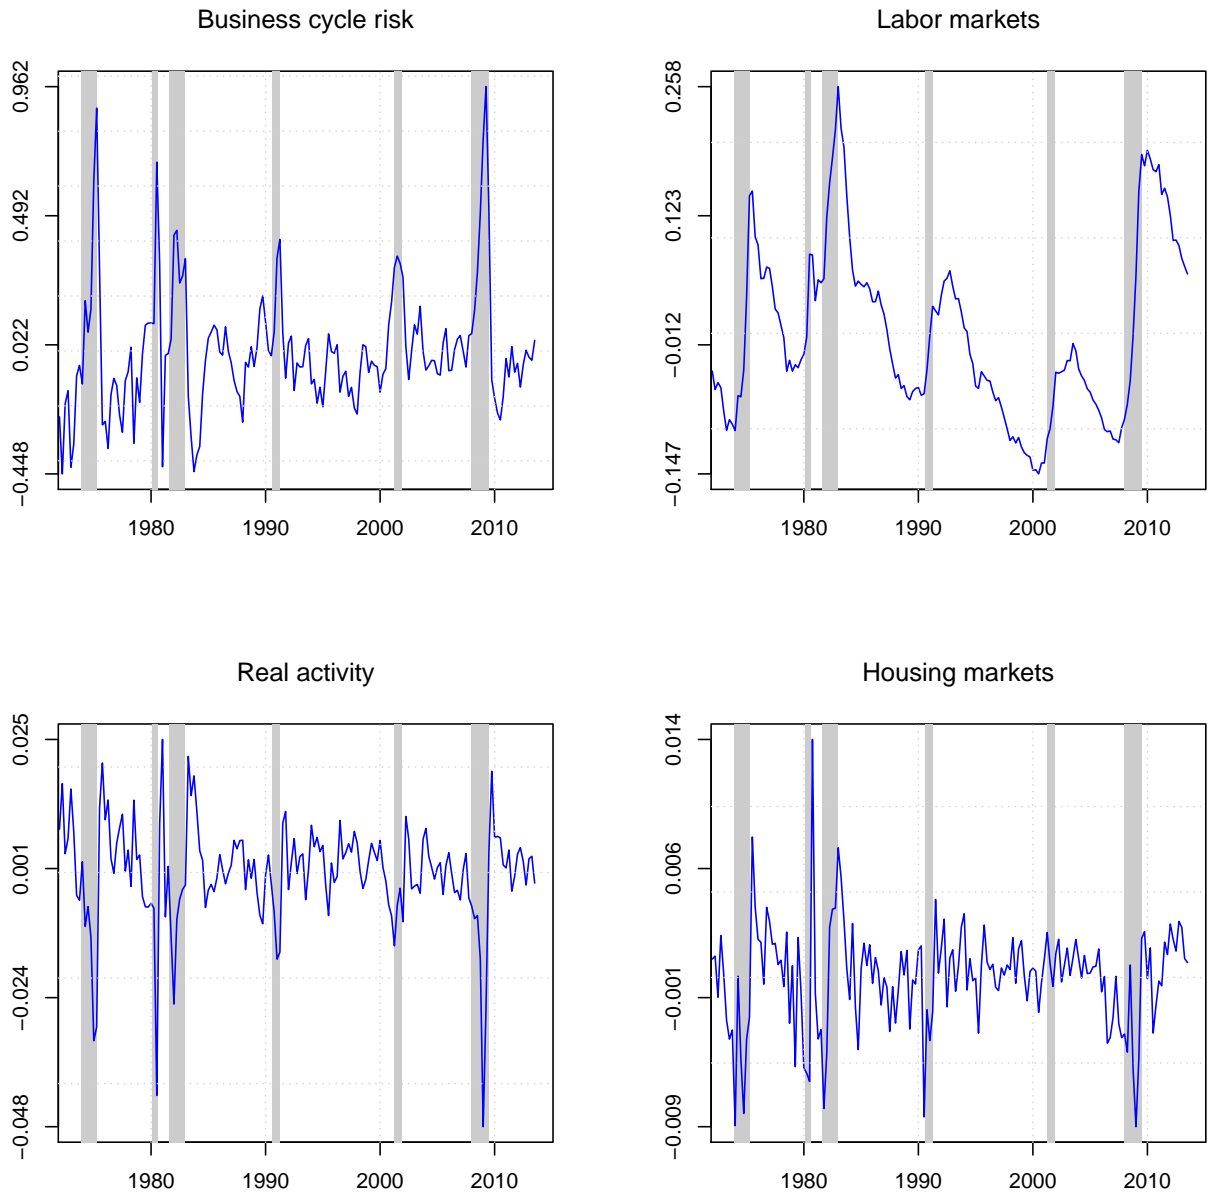 Business cycle risk
0.962
0.492
0.022
−0.448
1980 1990 2000 2010
Labor markets
0.258
0.123
−0.012
−0.147
1980 1990 2000 2010
Real activity
0.025
0.001
−0.024
−0.048
1980 1990 2000 2010
Housing markets
0.014
0.006
−0.001
−0.009
1980 1990 2000 2010